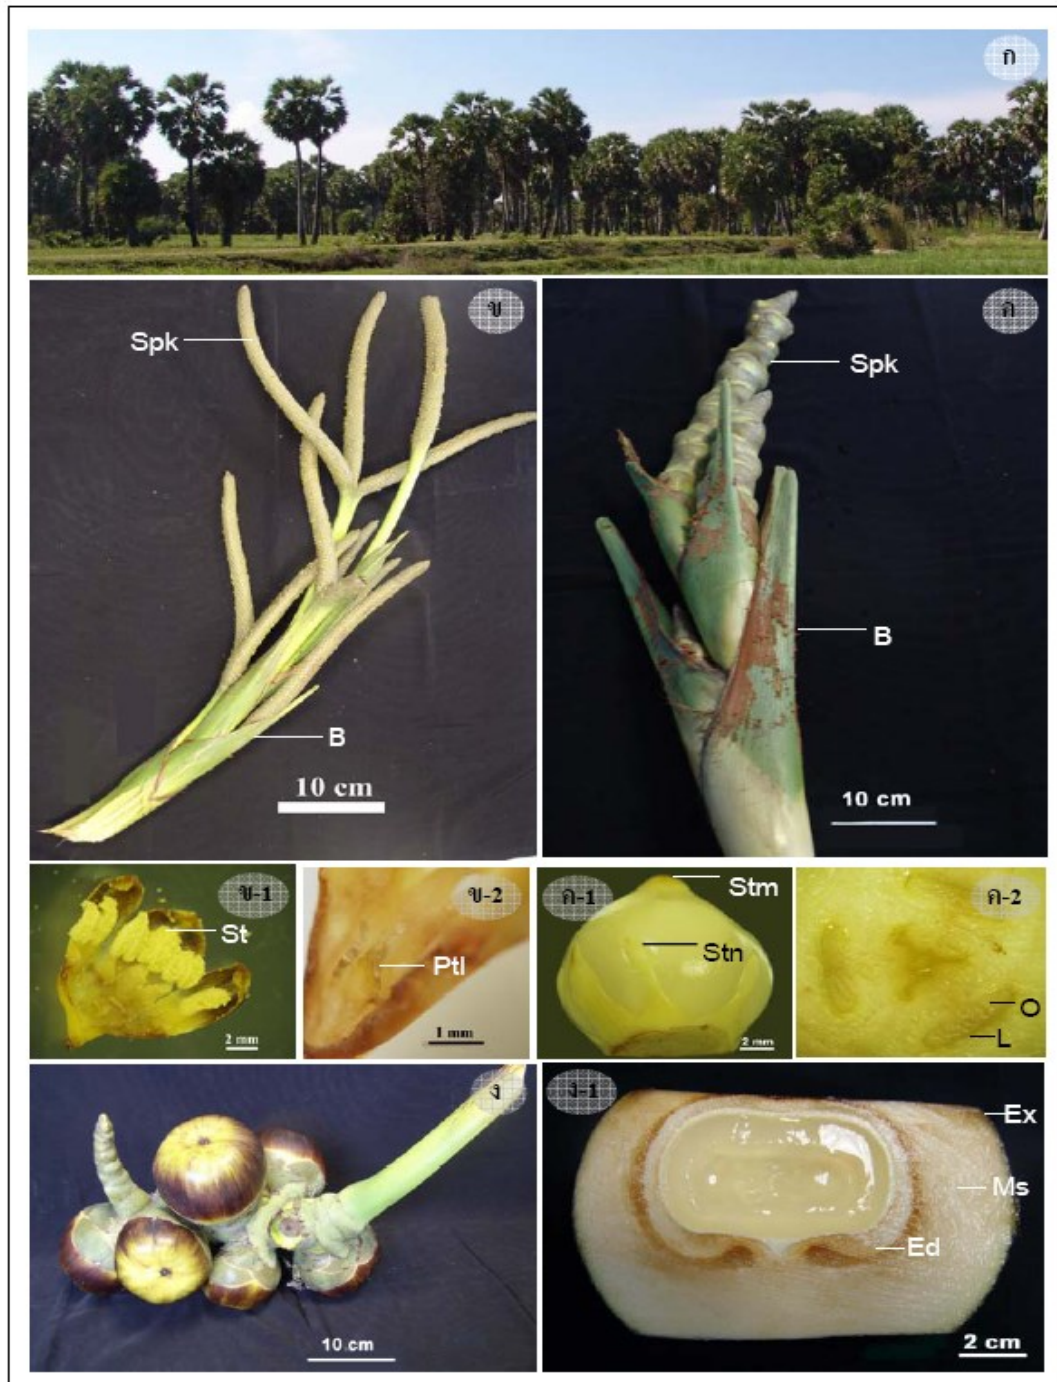 ก
ข
Spk
B
10 cm
ค
Spk
B
10 cm
ข-1
St
2 mm
ข-2
Ptl
1 mm
ค-1
Stm
Stn
2 mm
ค-2
O
L
ง
10 cm
ง-1
Ex
Ms
Ed
2 cm